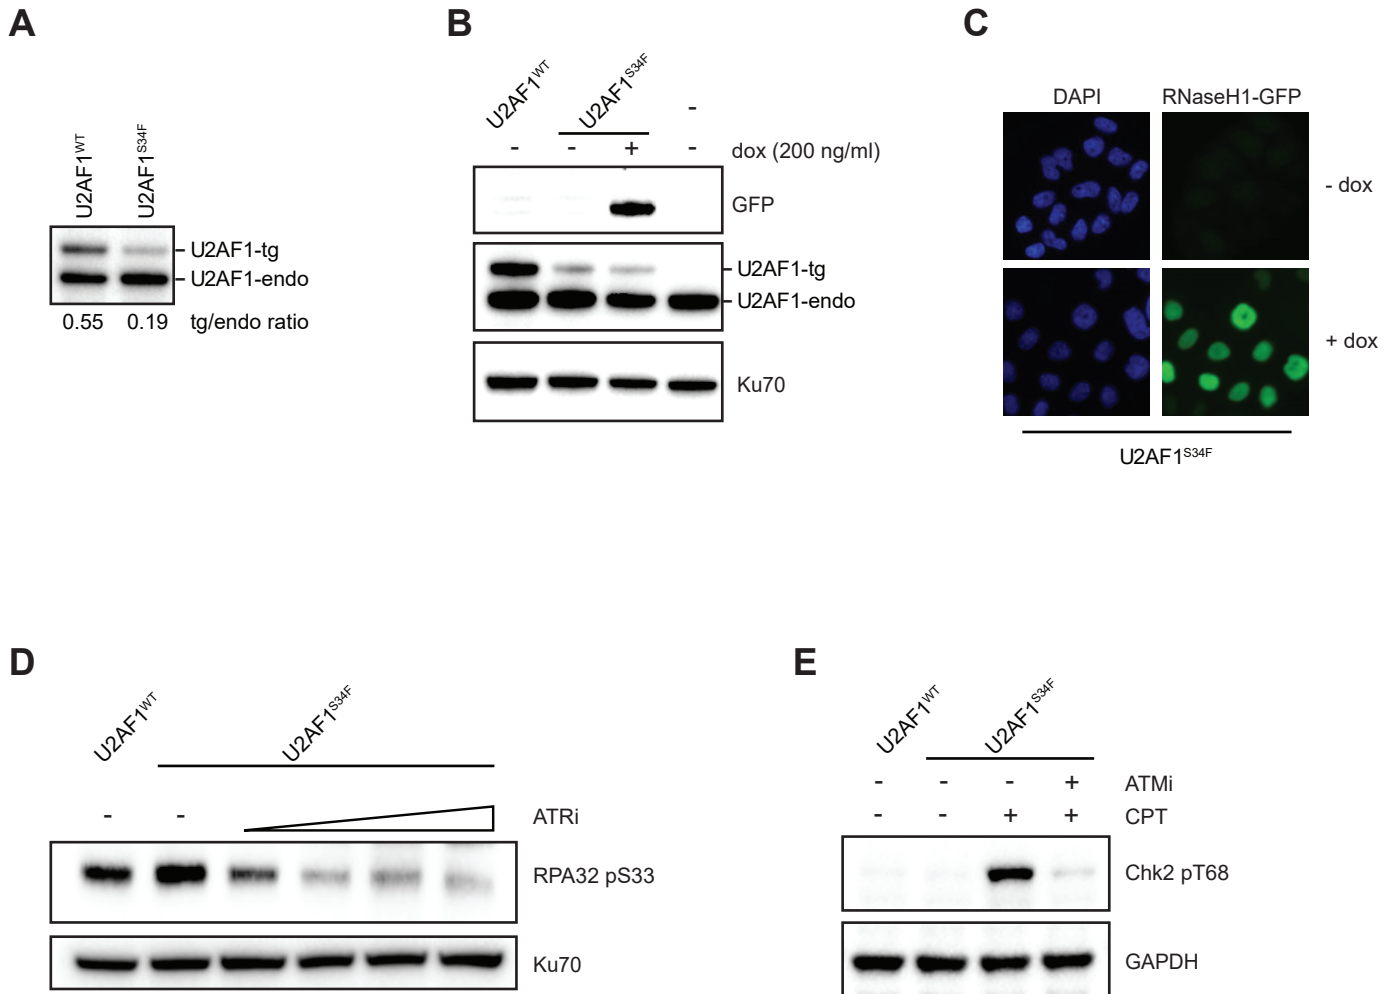 A
U2AF1WT
U2AF1S34F
U2AF1-tg
U2AF1-endo
0.55 0.19 tg/endo ratio
B
U2AF1WT
U2AF1S34F
-
- - + - dox (200 ng/ml)
GFP
U2AF1-tg
U2AF1-endo
Ku70
C
DAPI RNaseH1-GFP
- dox
+ dox
U2AF1S34F
D
U2AF1WT
U2AF1S34F
- - ATRi
RPA32 pS33
Ku70
E
U2AF1WT
U2AF1S34F
- - - + ATMi
- - + + CPT
Chk2 pT68
GAPDH